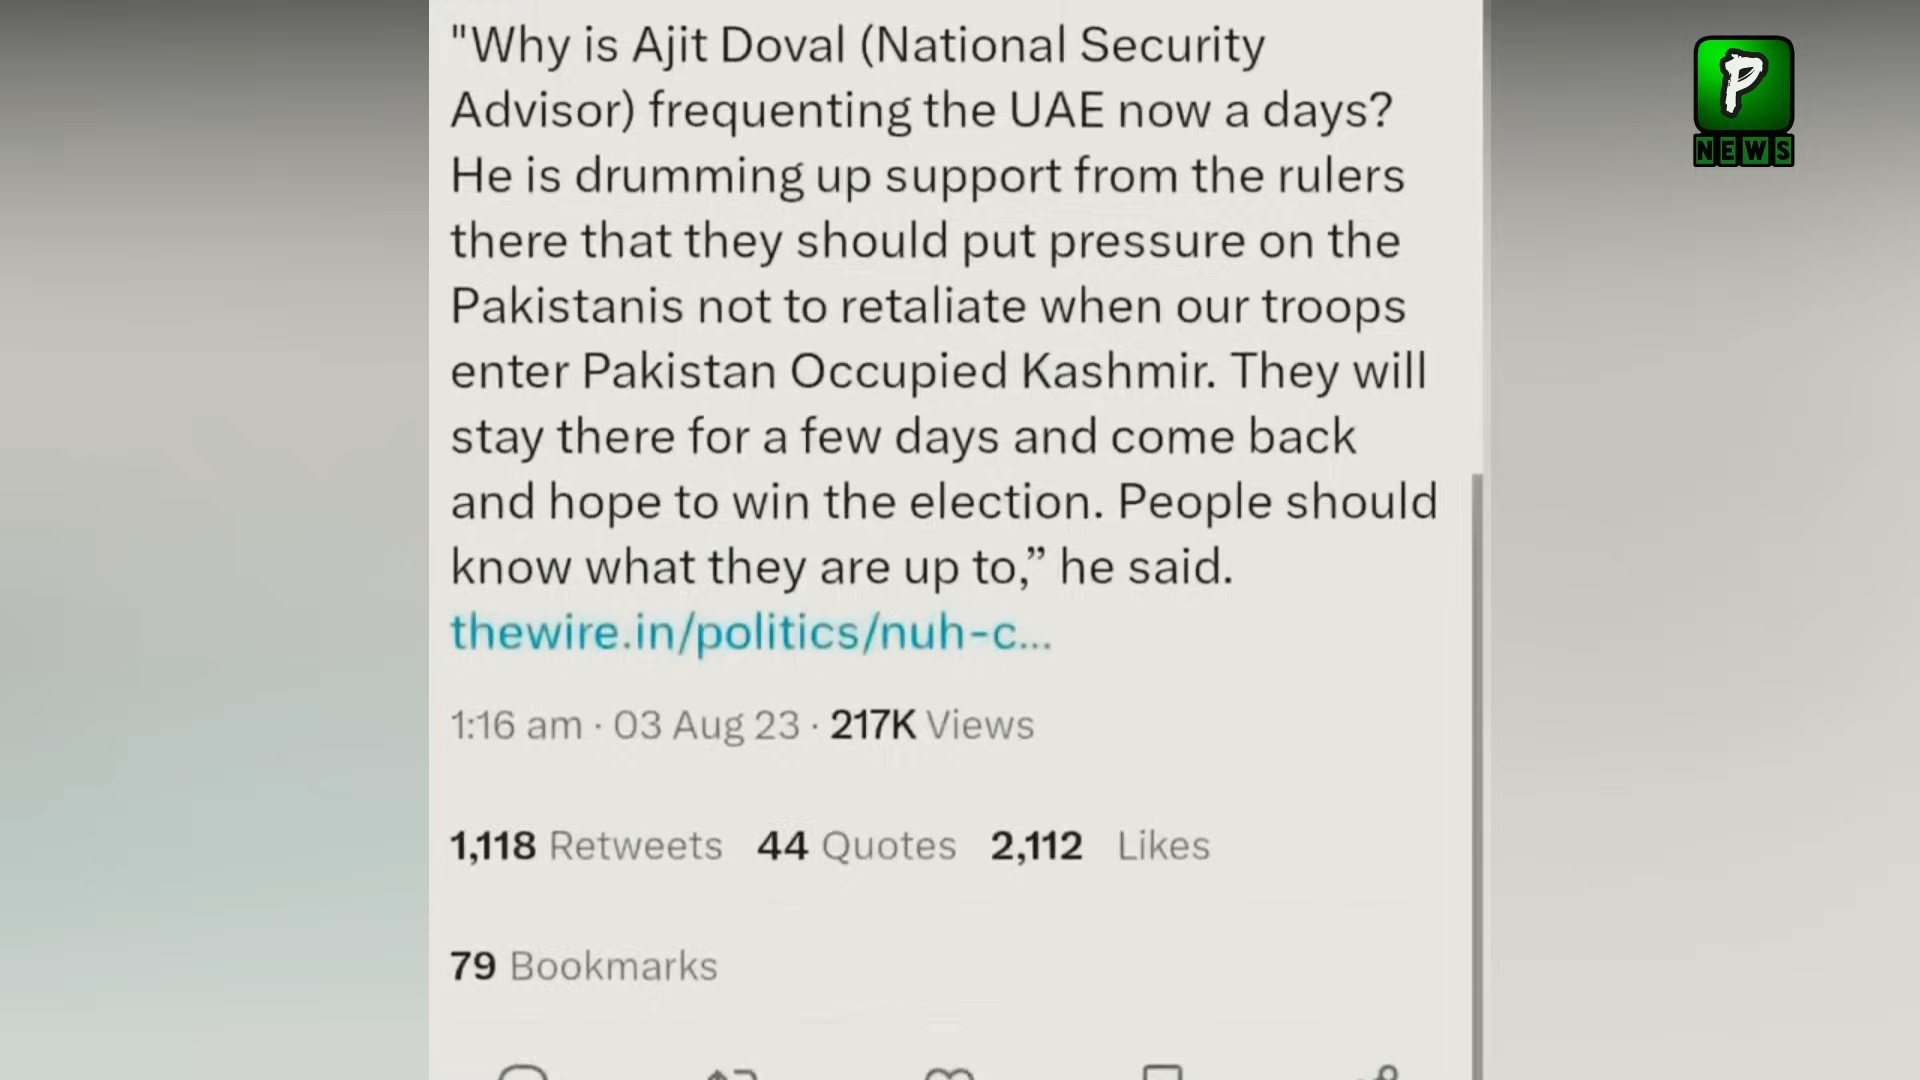 "Why is Ajit Doval (National Security
Advisor) frequenting the UAE now a days?
He is drumming up support from the rulers
there that they should put pressure on the
Pakistanis not to retaliate when our troops
enter Pakistan Occupied Kashmir. They will
stay there for a few days and come back
and hope to win the election. People should
know what they are up to,” he said.
thewire.in/politics/nuh-c...
1:16 am · 03 Aug 23 · 217K Views
1,118 Retweets 44 Quotes 2,112 Likes
79 Bookmarks
P
NEWS